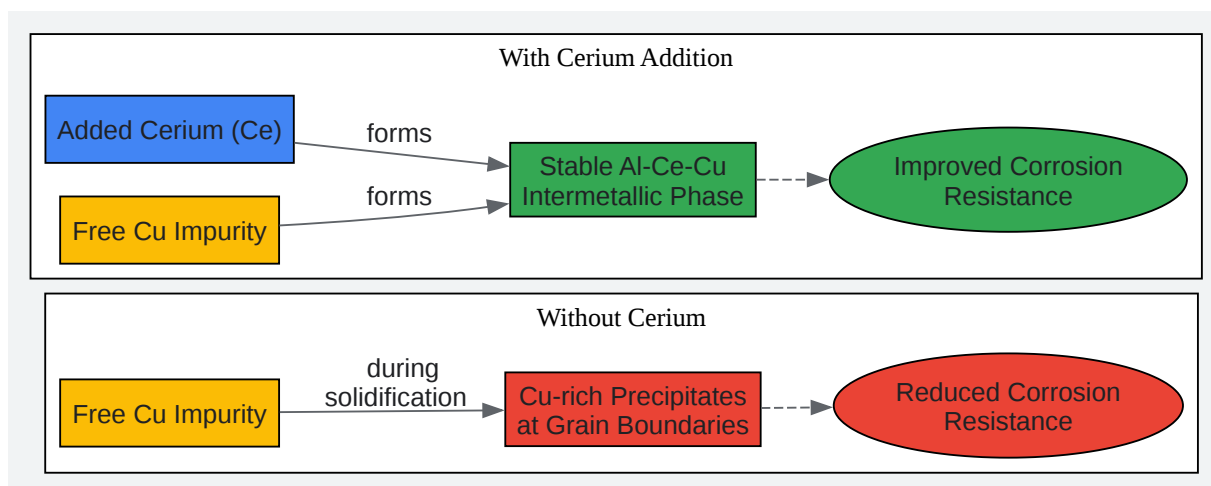 With Cerium Addition
Added Cerium (Ce)
forms
Free Cu Impurity
forms
Stable Al-Ce-Cu
Intermetallic Phase
Improved Corrosion
Resistance
Without Cerium
Free Cu Impurity
during
solidification
Cu-rich Precipitates
at Grain Boundaries
Reduced Corrosion
Resistance